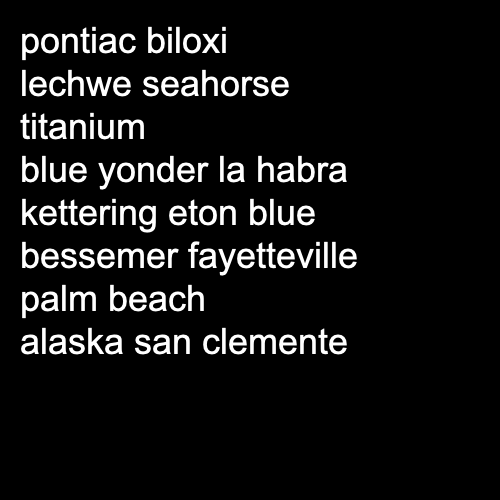 pontiac biloxi
lechwe seahorse
titanium
blue yonder la habra
kettering eton blue
bessemer fayetteville
palm beach
alaska san clemente